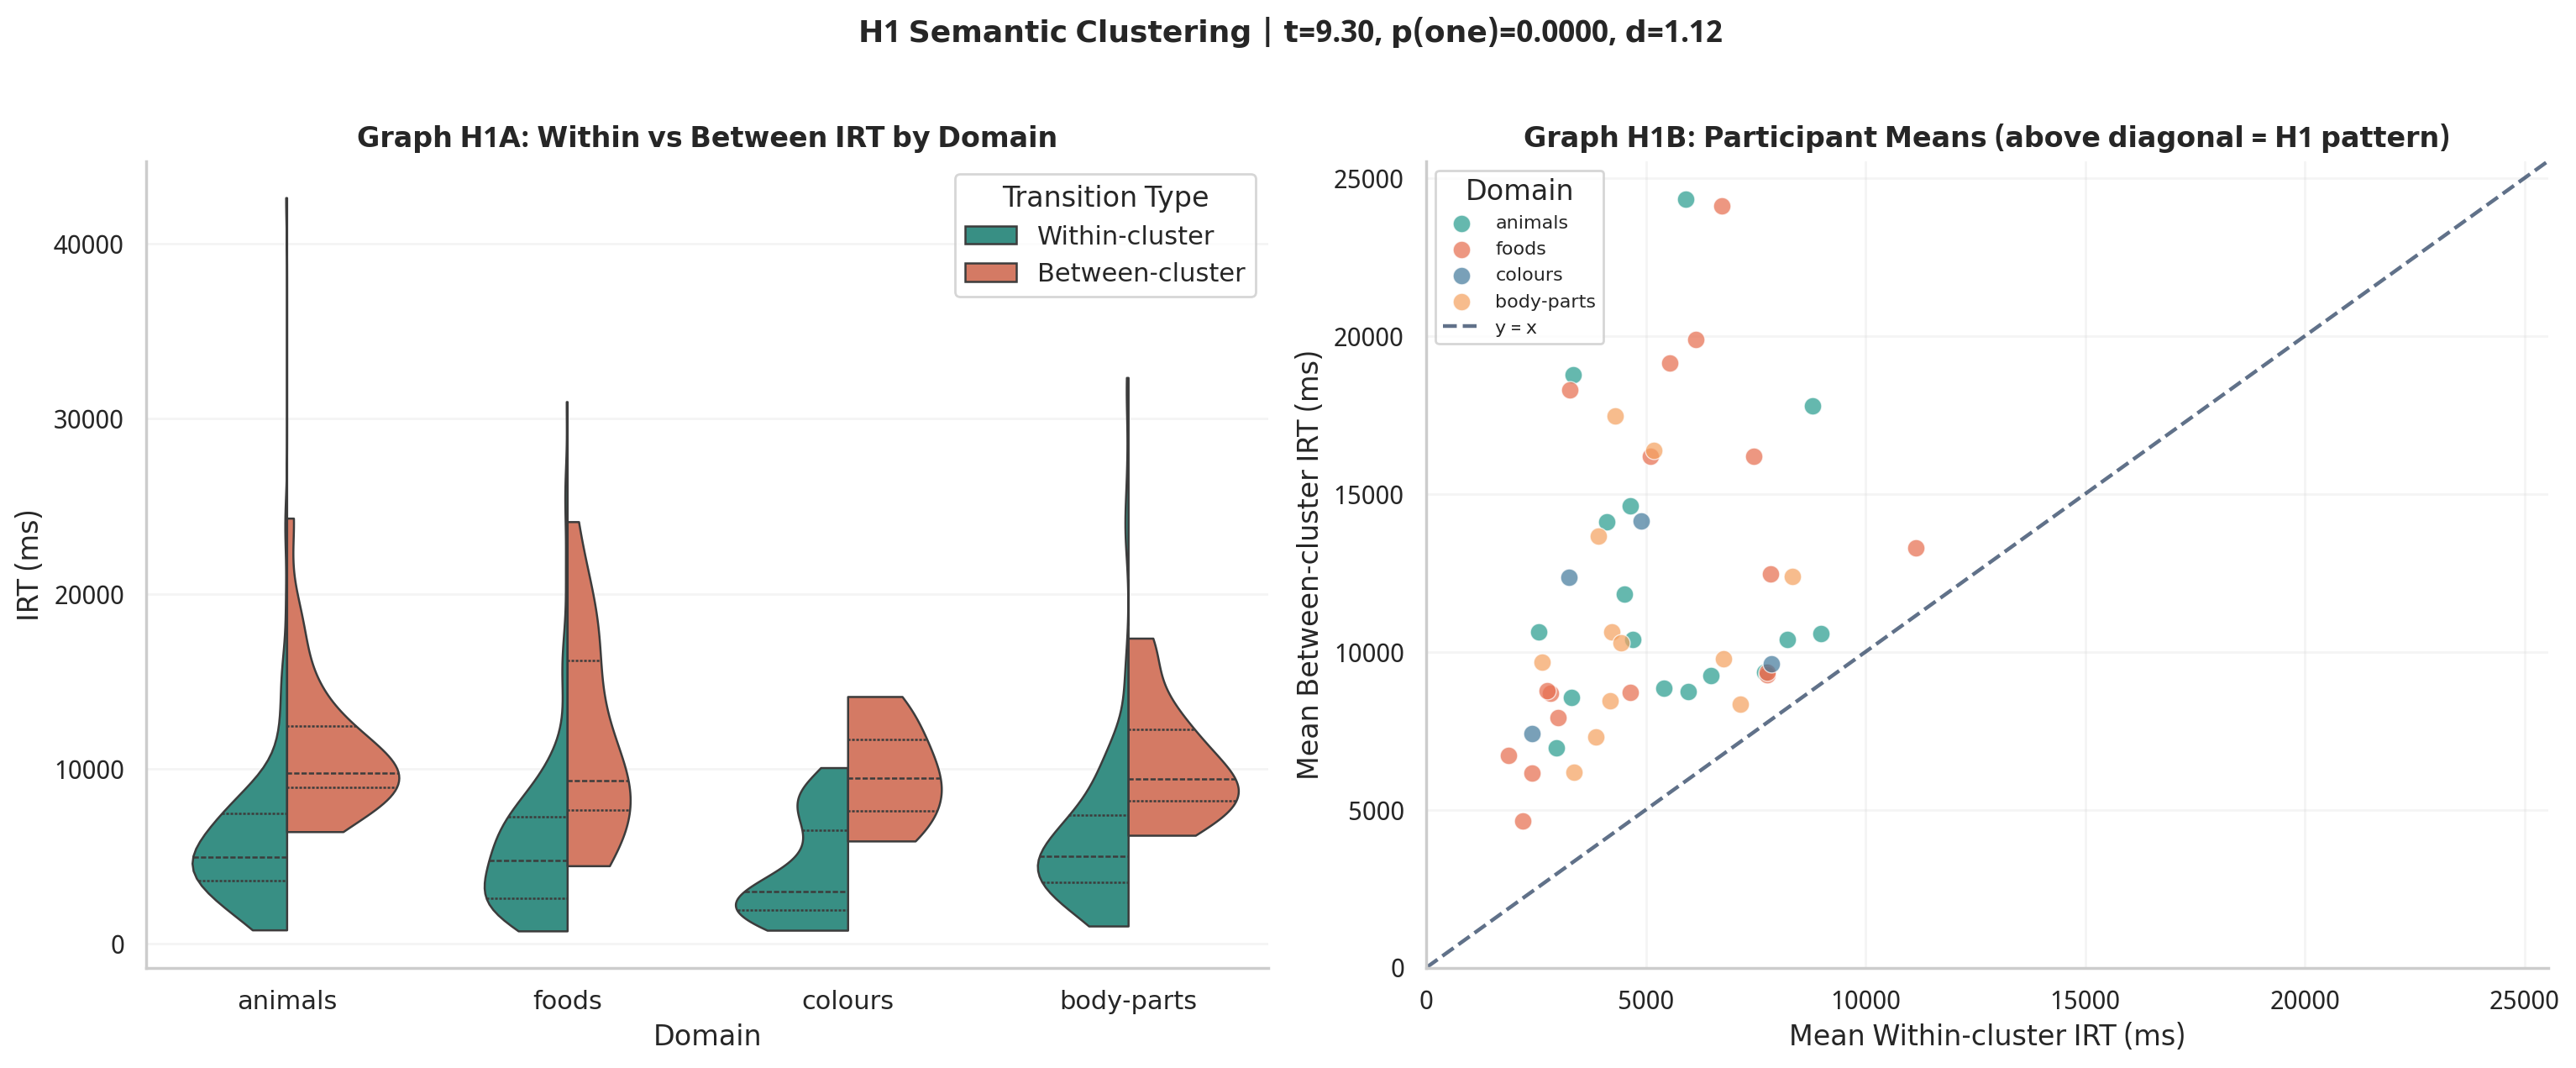 H1 Semantic Clustering | t=9.30, p(one)=0.0000, d=1.12
Graph H1A: Within vs Between IRT by Domain
Transition Type
Within-cluster
Between-cluster
IRT (ms)
40000
30000
20000
10000
0
animals
foods
colours
body-parts
Domain
Graph H1B: Participant Means (above diagonal = H1 pattern)
Domain
animals
foods
colours
body-parts
y = x
Mean Between-cluster IRT (ms)
25000
20000
15000
10000
5000
0
0
5000
10000
15000
20000
25000
Mean Within-cluster IRT (ms)